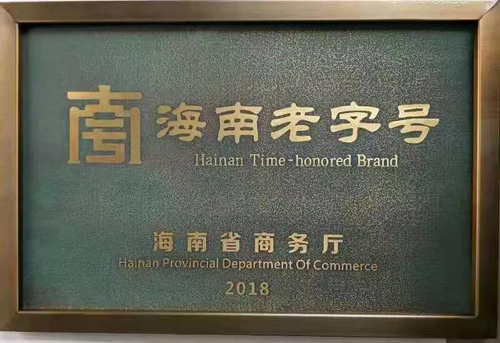 海南老字号
Hainan Time-honored Brand
海南省商务厅
Hainan Provincial Department Of Commerce
2018